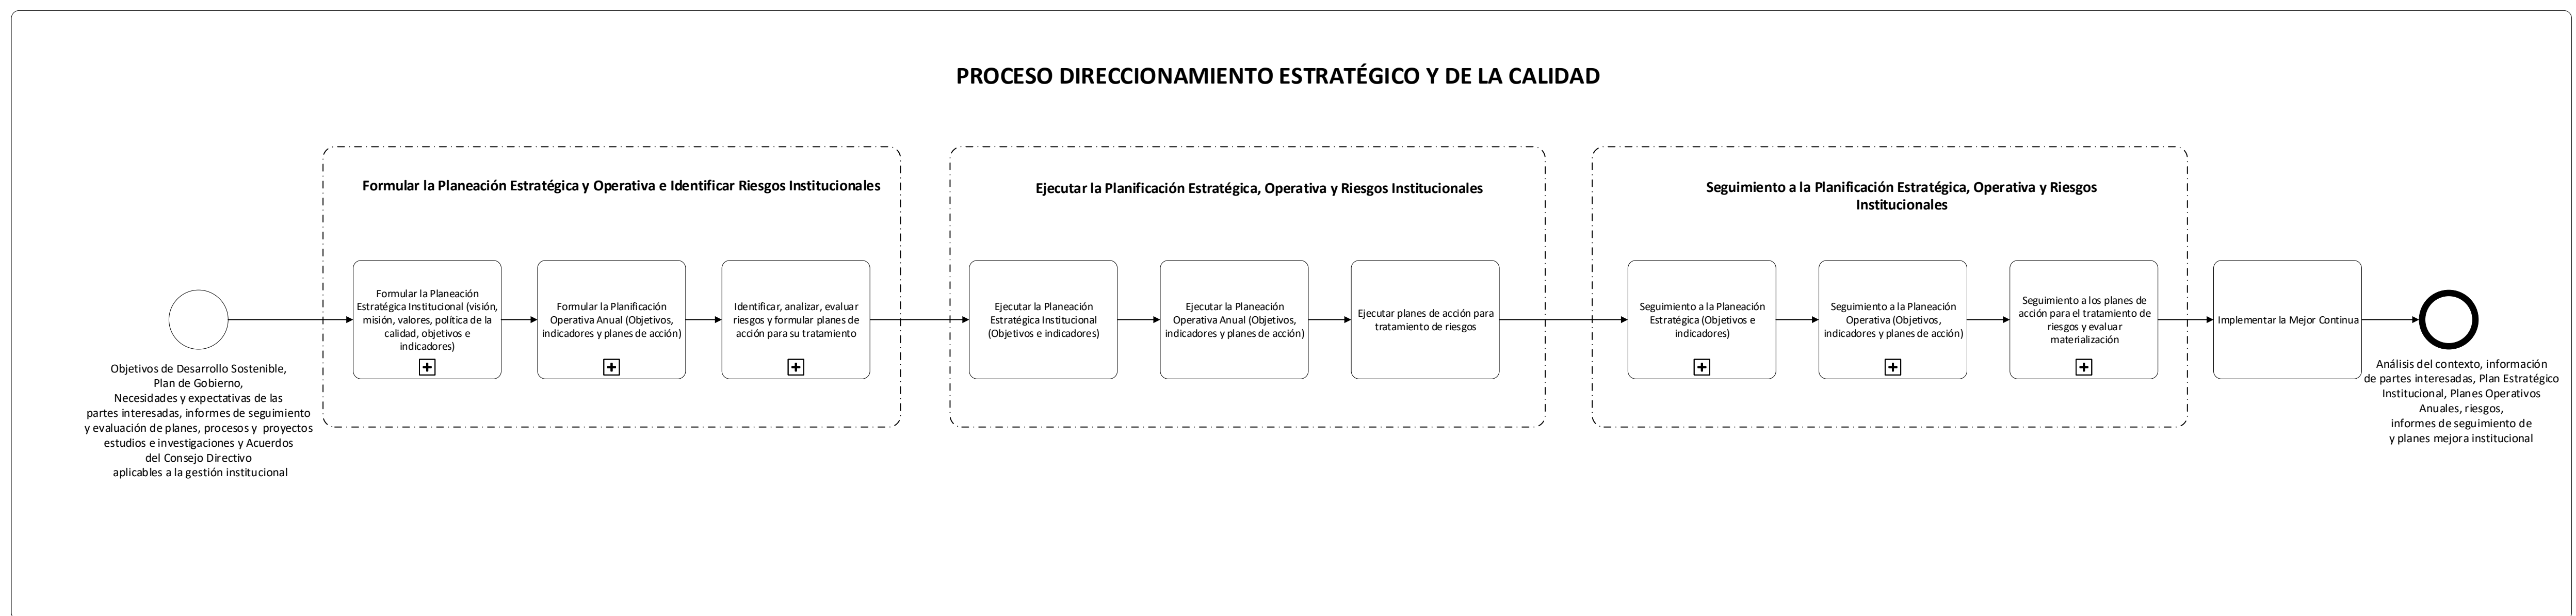 PROCESO DIRECCIONAMIENTO ESTRATÉGICO Y DE LA CALIDAD
Objetivos de Desarrollo Sostenible,
Plan de Gobierno,
Necesidades y expectativas de las
partes interesadas, informes de seguimiento
y evaluación de planes, procesos y proyectos
estudios e investigaciones y Acuerdos
del Consejo Directivo
aplicables a la gestión institucional
Formular la Planeación Estratégica y Operativa e Identificar Riesgos Institucionales
Formular la Planeación
Estratégica Institucional (visión,
misión, valores, política de la
calidad, objetivos e
indicadores)
Formular la Planificación
Operativa Anual (Objetivos,
indicadores y planes de acción)
Identificar, analizar, evaluar
riesgos y formular planes de
acción para su tratamiento
Ejecutar la Planificación Estratégica, Operativa y Riesgos Institucionales
Ejecutar la Planeación
Estratégica Institucional
(Objetivos e indicadores)
Ejecutar la Planeación
Operativa Anual (Objetivos,
indicadores y planes de acción)
Ejecutar planes de acción para
tratamiento de riesgos
Seguimiento a la Planificación Estratégica, Operativa y Riesgos
Institucionales
Seguimiento a la Planeación
Estratégica (Objetivos e
indicadores)
Seguimiento a la Planeación
Operativa (Objetivos,
indicadores y planes de acción)
Seguimiento a los planes de
acción para el tratamiento de
riesgos y evaluar
materialización
Implementar la Mejor Continua
Análisis del contexto, información
de partes interesadas, Plan Estratégico
Institucional, Planes Operativos
Anuales, riesgos,
informes de seguimiento de
y planes mejora institucional